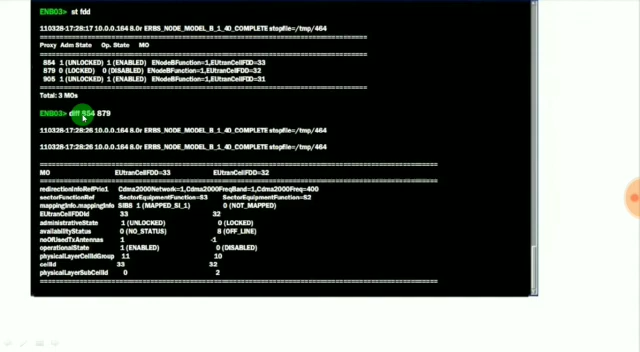 ENB03> st fdd
110328-17:28:17 10.0.0.164 8.0r ERBS_NODE_MODEL_B_1_40_COMPLETE stopfile=/tmp/464
Proxy Adm State Op. State MO
854 1 (UNLOCKED) 1 (ENABLED) ENodeBFunction=1,EUtranCellFDD=33
879 0 (LOCKED) 0 (DISABLED) ENodeBFunction=1,EUtranCellFDD=32
905 1 (UNLOCKED) 1 (ENABLED) ENodeBFunction=1,EUtranCellFDD=31
Total: 3 MOs
ENB03> diff 854 879
110328-17:28:26 10.0.0.164 8.0r ERBS_NODE_MODEL_B_1_40_COMPLETE stopfile=/tmp/464
110328-17:28:26 10.0.0.164 8.0r ERBS_NODE_MODEL_B_1_40_COMPLETE stopfile=/tmp/464
MO EUtranCellFDD=33 EUtranCellFDD=32
redirectionInfoRefPrio1 Cdma2000Network=1,Cdma2000FreqBand=1,Cdma2000Freq=400
sectorFunctionRef SectorEquipmentFunction=S3 SectorEquipmentFunction=S2
mappingInfo.mappingInfo SIB5 1 (MAPPED_SI_1) 0 (NOT_MAPPED)
EUtranCellFDDId 33 32
administrativeState 1 (UNLOCKED) 0 (LOCKED)
availabilityStatus 0 (NO_STATUS) 8 (OFF_LINE)
noOfUsedTxAntennas 1 -1
operationalState 1 (ENABLED) 0 (DISABLED)
physicalLayerCellIdGroup 11 10
cellId 33 32
physicalLayerSubCellId 0 2